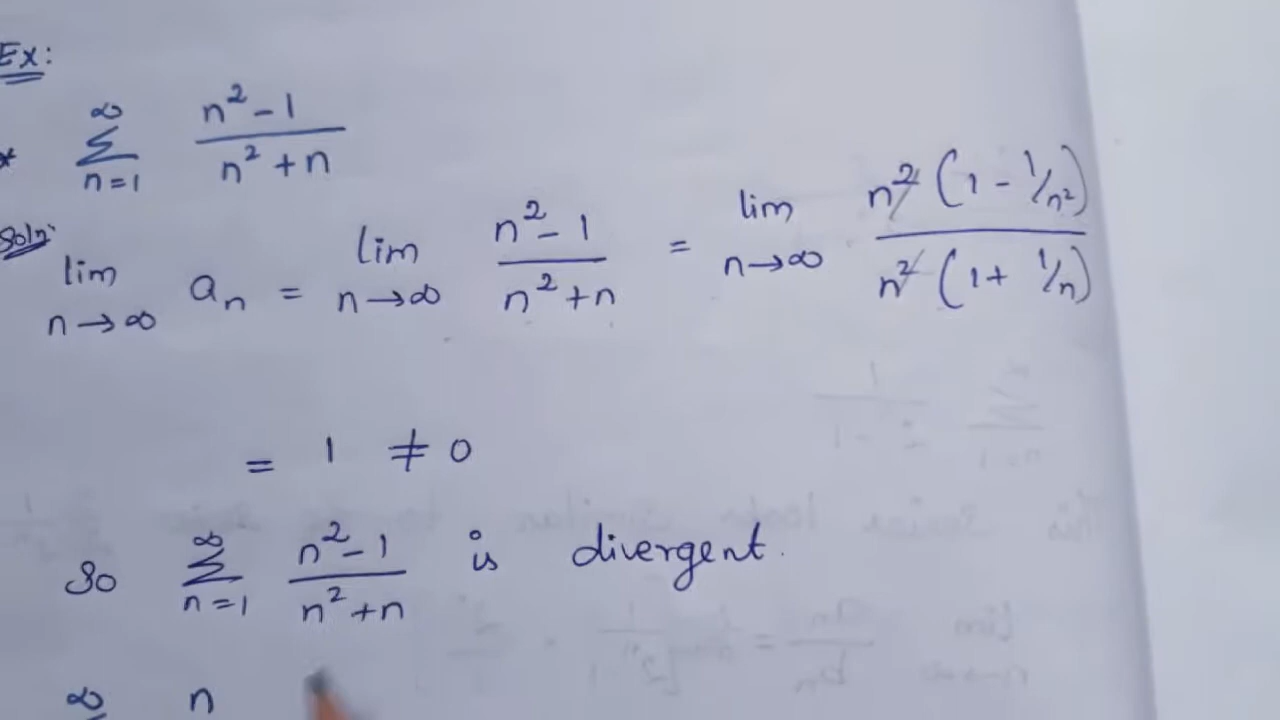 Ex:
* ∞ Σ n=1 n² - 1 / n² + n
Soln:
lim n→∞ aₙ = lim n→∞ n² - 1 / n² + n = lim n→∞ n² (1 - 1/n²) / n² (1 + 1/n)
= 1 ≠ 0
So ∞ Σ n=1 n² - 1 / n² + n is divergent.
∞ n